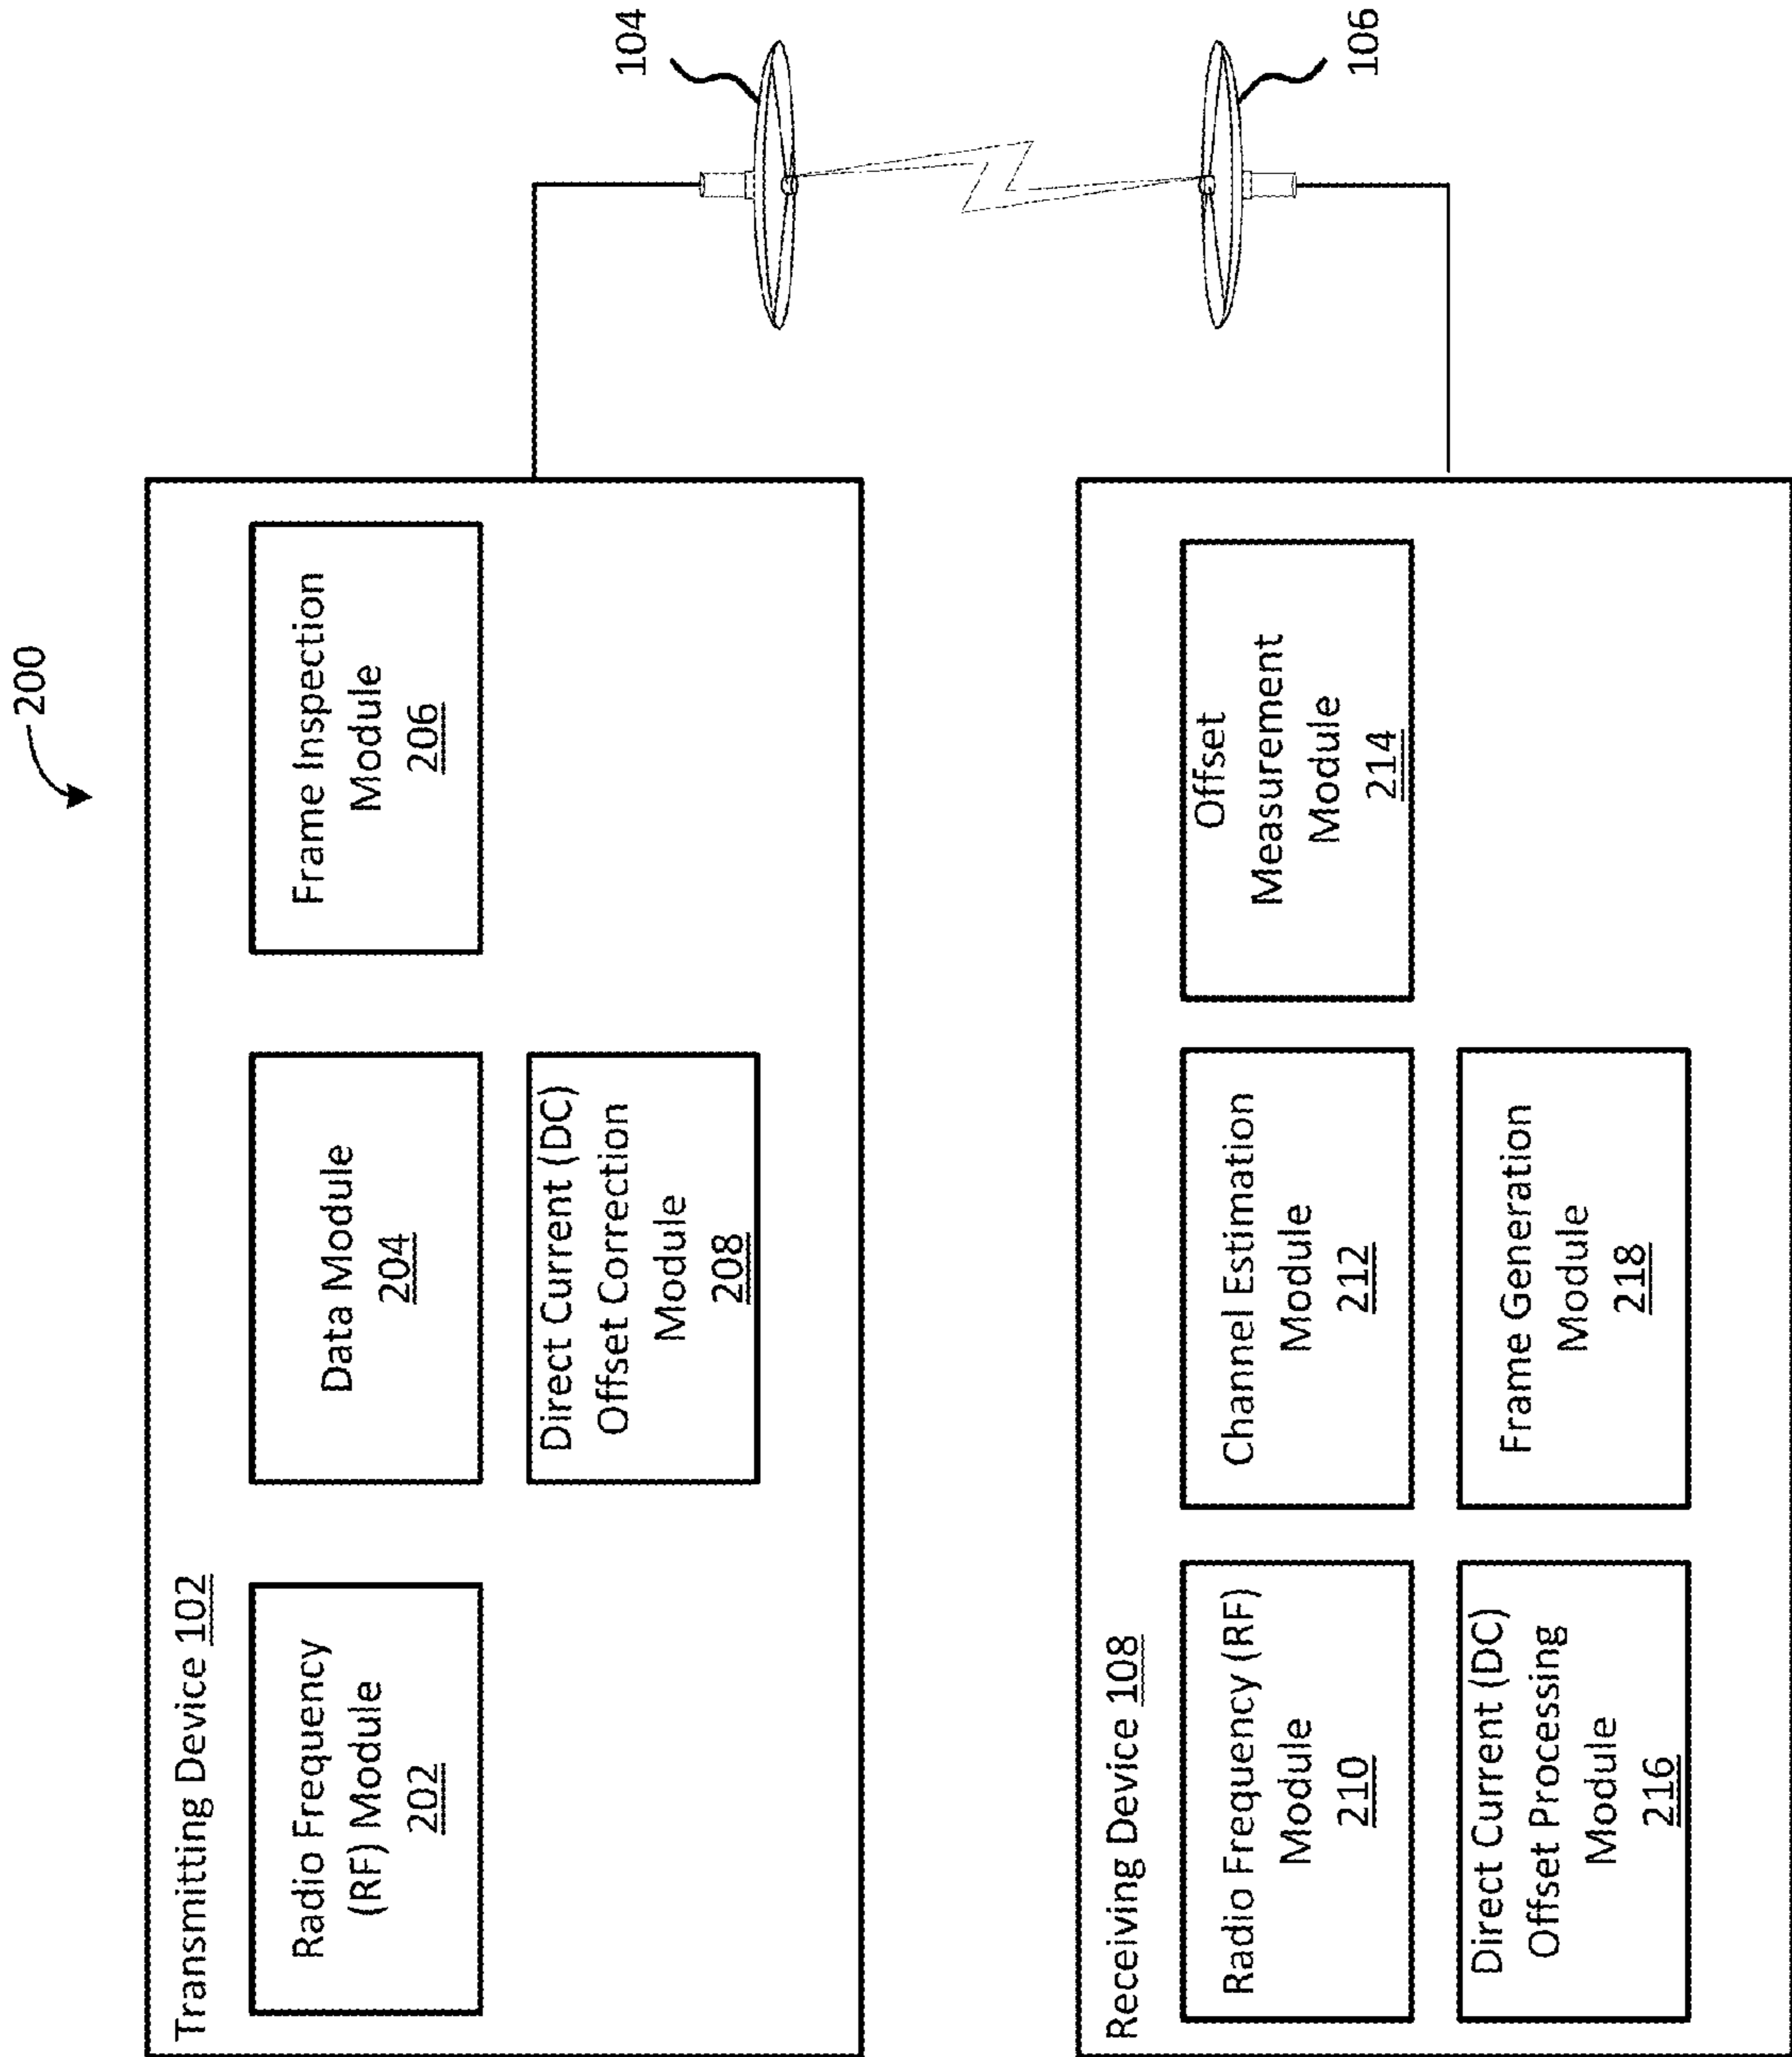 200
Transmitting Device 102
Radio Frequency
(RF) Module
202
Data Module
204
Frame Inspection
Module
206
Direct Current (DC)
Offset Correction
Module
208
104
106
Receiving Device 108
Radio Frequency (RF)
Module
210
Channel Estimation
Module
212
Offset
Measurement
Module
214
Direct Current (DC)
Offset Processing
Module
216
Frame Generation
Module
218